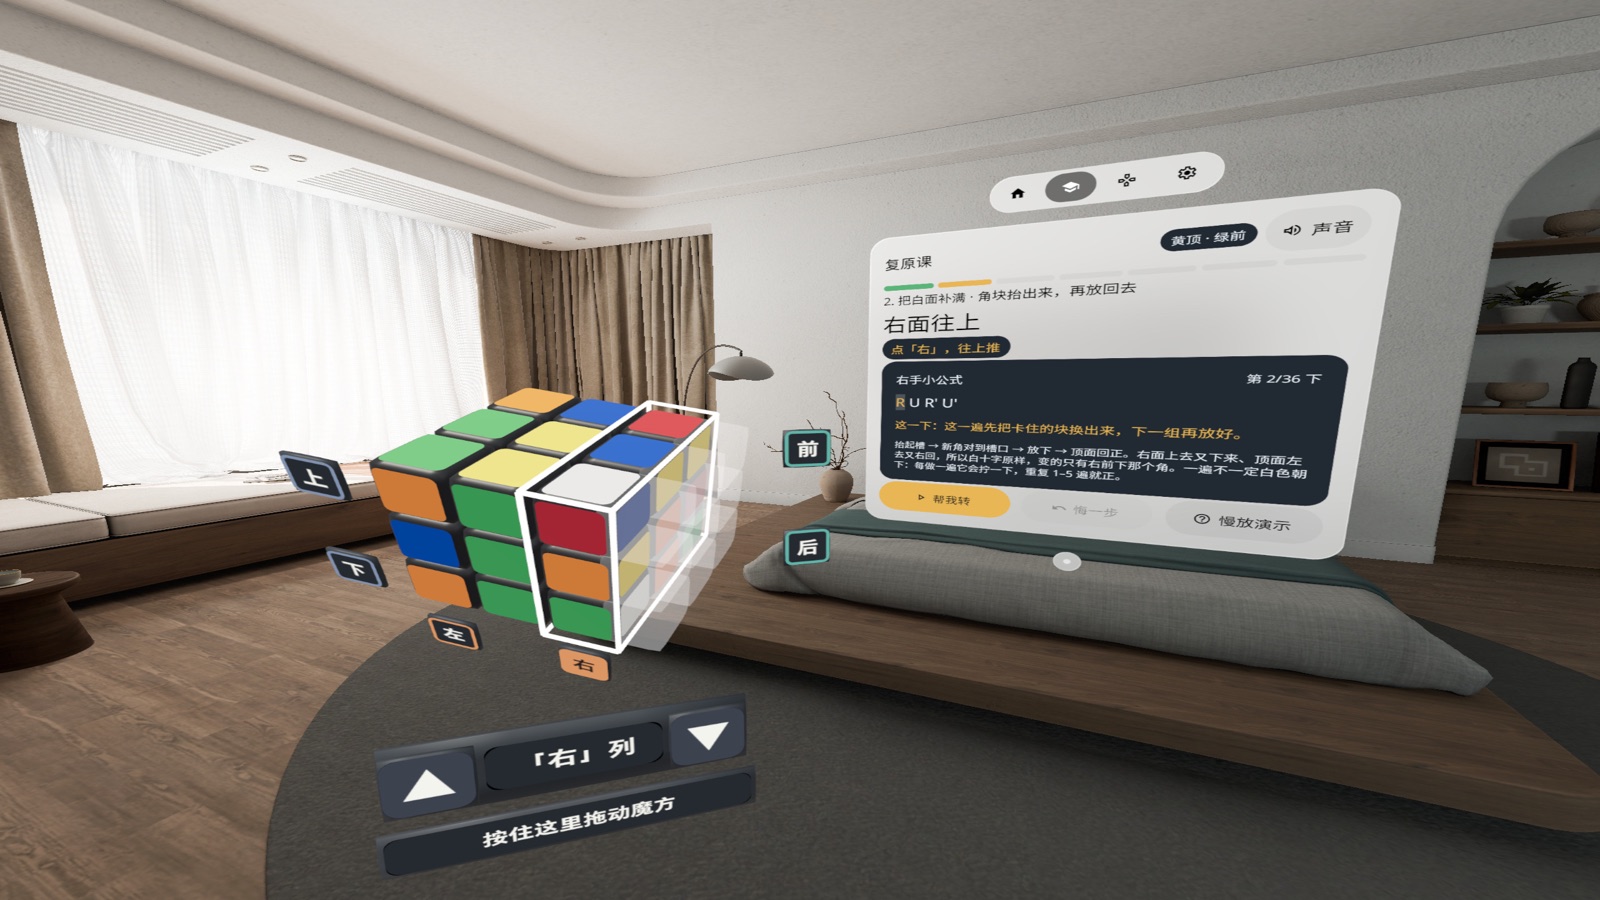 黄顶 · 绿前
声音
复原课
2. 把白面补满 · 角块抬出来，再放回去
右面往上
点「右」，往上推
右手小公式
第 2/36 下
R U R' U'
这一下：这一遍先把卡住的块换出来，下一组再放好。
抬起槽 → 新角对到槽口 → 放下 → 顶面回正。右面上去又下来、顶面左
去又右回，所以白十字原样，变的只有右前下那个角。一遍不一定白色朝
下：每做一遍它会拧一下，重复 1–5 遍就正。
帮我转
悔一步
慢放演示
前
后
上
下
左
右
「右」列
按住这里拖动魔方